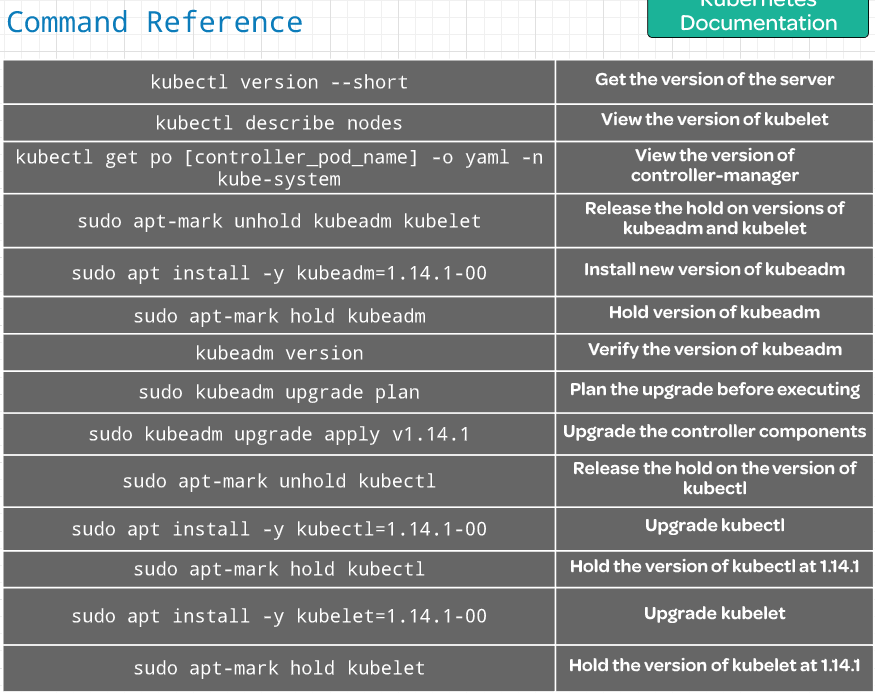 Command Reference
Kubernetes
Documentation
kubectl version --short
Get the version of the server
kubectl describe nodes
View the version of kubelet
kubectl get po [controller_pod_name] -o yaml -n
kube-system
View the version of
controller-manager
sudo apt-mark unhold kubeadm kubelet
Release the hold on versions of
kubeadm and kubelet
sudo apt install -y kubeadm=1.14.1-00
Install new version of kubeadm
sudo apt-mark hold kubeadm
Hold version of kubeadm
kubeadm version
Verify the version of kubeadm
sudo kubeadm upgrade plan
Plan the upgrade before executing
sudo kubeadm upgrade apply v1.14.1
Upgrade the controller components
sudo apt-mark unhold kubectl
Release the hold on the version of
kubectl
sudo apt install -y kubectl=1.14.1-00
Upgrade kubectl
sudo apt-mark hold kubectl
Hold the version of kubectl at 1.14.1
sudo apt install -y kubelet=1.14.1-00
Upgrade kubelet
sudo apt-mark hold kubelet
Hold the version of kubelet at 1.14.1